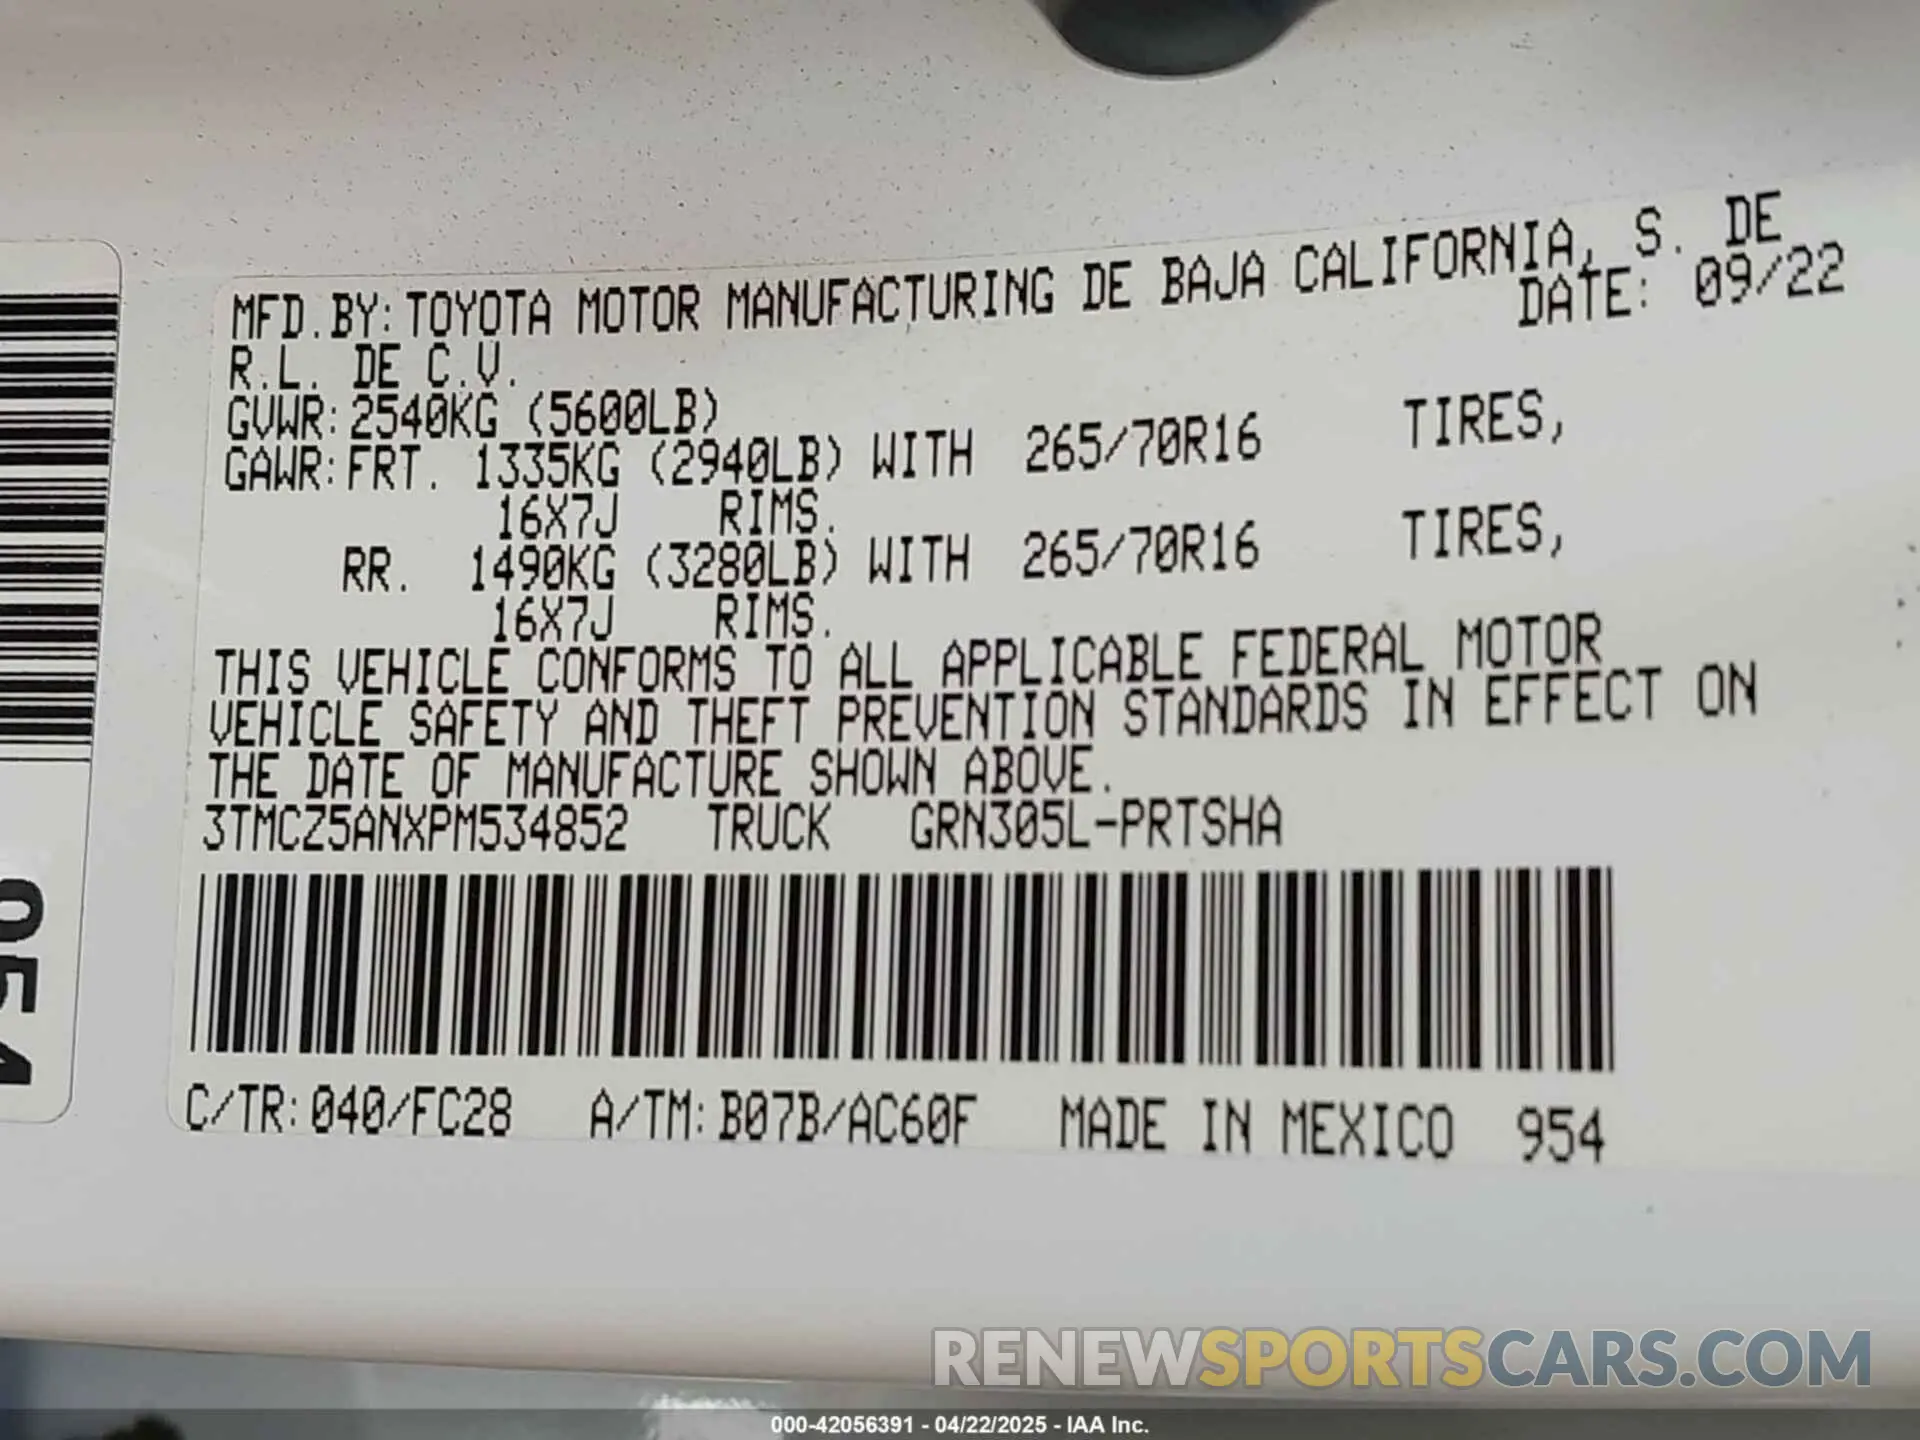 MFD.BY:TOYOTA MOTOR MANUFACTURING DE BAJA CALIFORNIA, S. DE
R.L. DE C.V. DATE: 09/22
GVWR:2540KG (5600LB)
GAWR:FRT. 1335KG (2940LB) WITH 265/70R16 TIRES,
16X7J RIMS.
RR. 1490KG (3280LB) WITH 265/70R16 TIRES,
16X7J RIMS.
THIS VEHICLE CONFORMS TO ALL APPLICABLE FEDERAL MOTOR
VEHICLE SAFETY AND THEFT PREVENTION STANDARDS IN EFFECT ON
THE DATE OF MANUFACTURE SHOWN ABOVE.
3TMCZ5ANXPM534852 TRUCK GRN305L-PRTSHA
C/TR:040/FC28 A/TM:B07B/AC60F MADE IN MEXICO 954
RENEWSPORTSCARS.COM
000-42056391 - 04/22/2025 - IAA Inc.